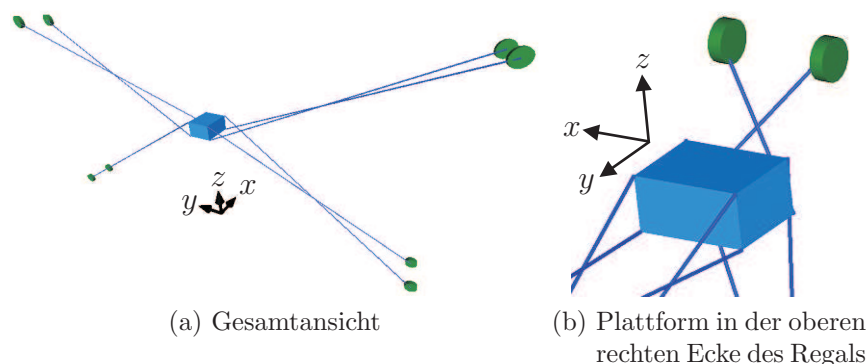 z
x
y
z
x
y
(a) Gesamtansicht
(b) Plattform in der oberen
rechten Ecke des Regals